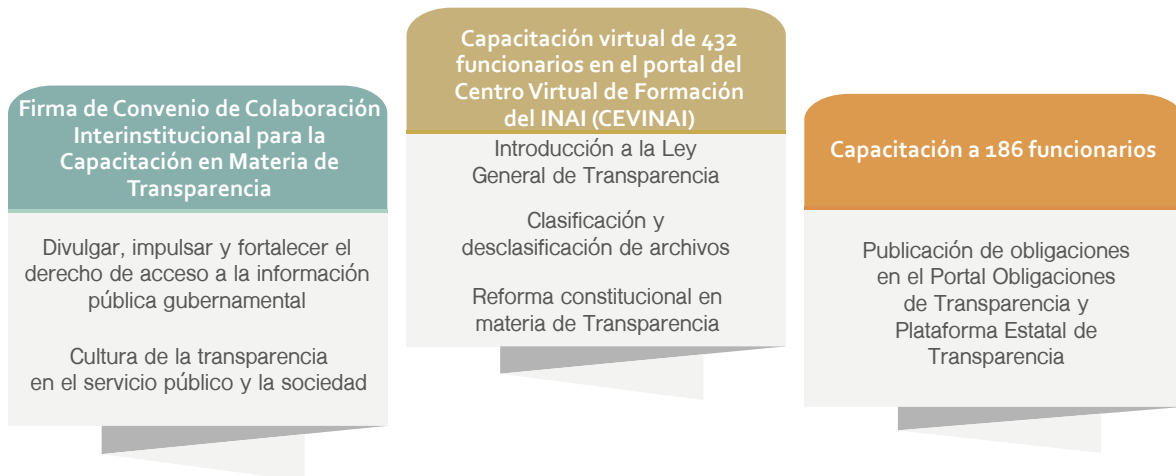 Firma de Convenio de Colaboración
Interinstitucional para la
Capacitación en Materia de
Transparencia
Divulgar, impulsar y fortalecer el
derecho de acceso a la información
pública gubernamental
Cultura de la transparencia
en el servicio público y la sociedad
Capacitación virtual de 432
funcionarios en el portal del
Centro Virtual de Formación
del INAI (CEVINAI)
Introducción a la Ley
General de Transparencia
Clasificación y
desclasificación de archivos
Reforma constitucional en
materia de Transparencia
Capacitación a 186 funcionarios
Publicación de obligaciones
en el Portal Obligaciones
de Transparencia y
Plataforma Estatal de
Transparencia